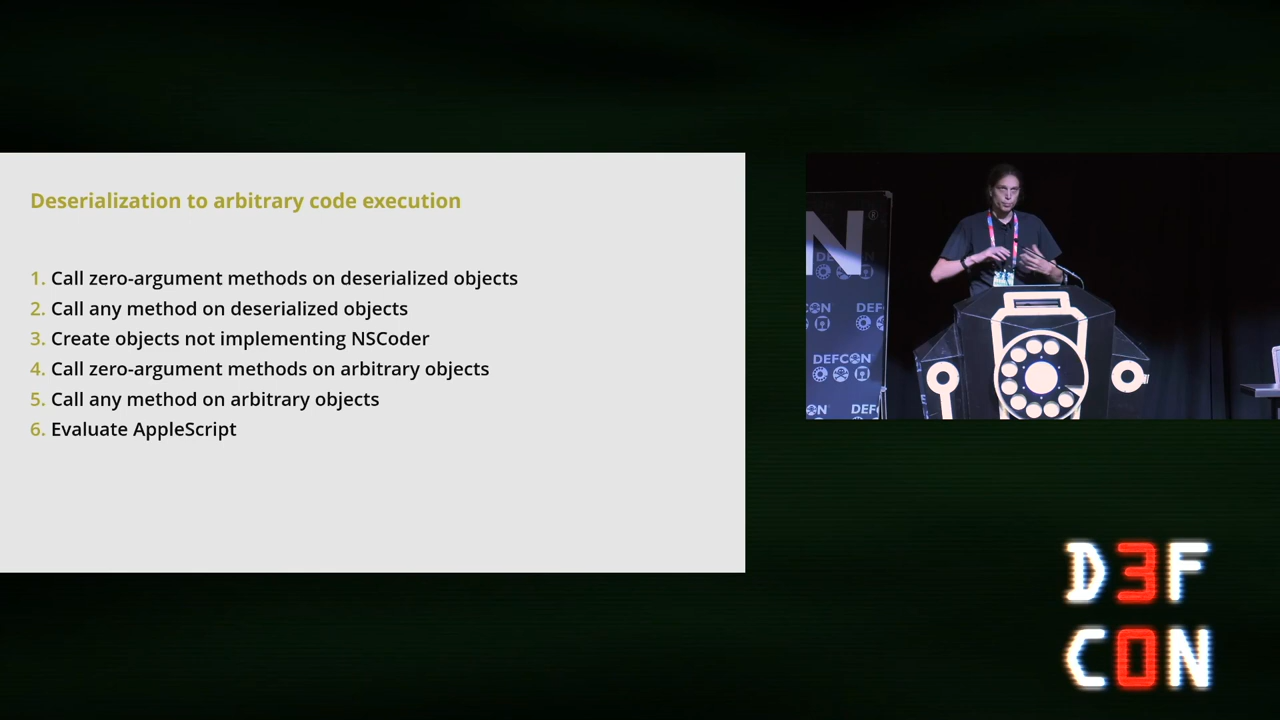 Deserialization to arbitrary code execution
1. Call zero-argument methods on deserialized objects
2. Call any method on deserialized objects
3. Create objects not implementing NSCoder
4. Call zero-argument methods on arbitrary objects
5. Call any method on arbitrary objects
6. Evaluate AppleScript
N®
DEFCON
DEFCON
D3F
C0N